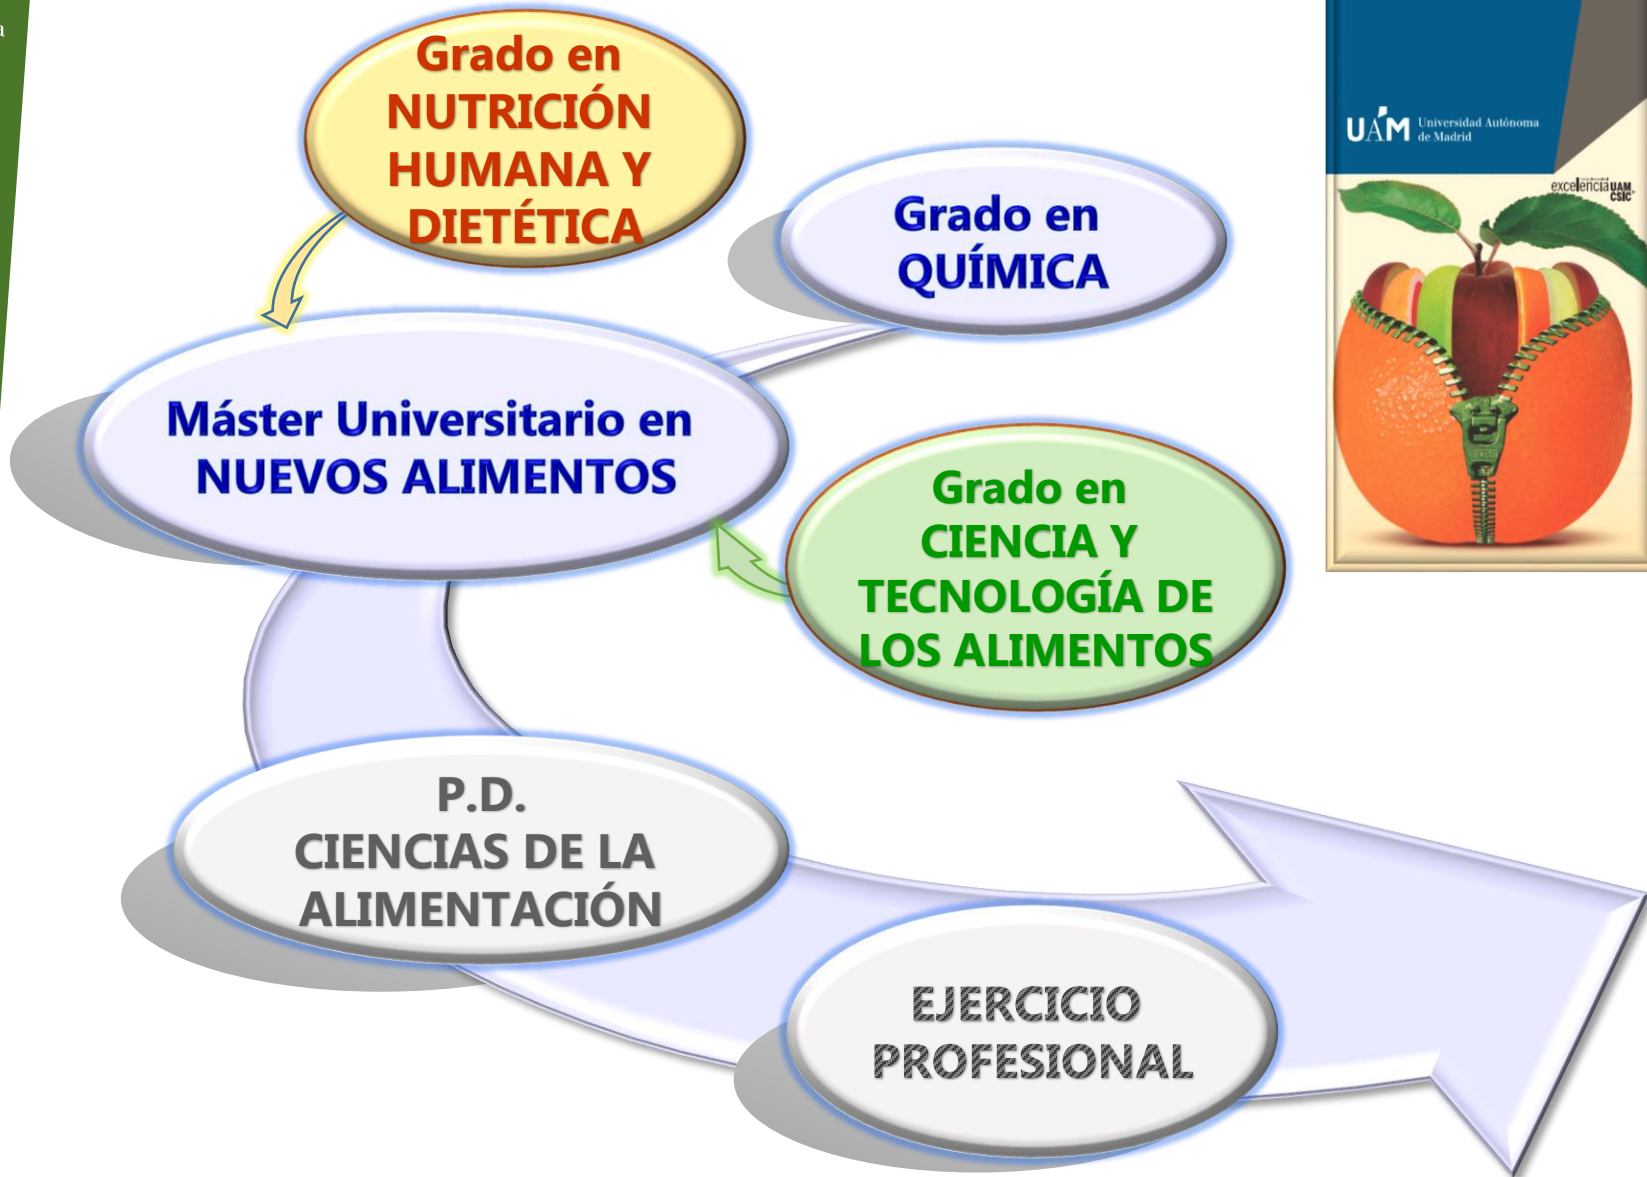 a
Grado en
NUTRICIÓN
HUMANA Y
DIETÉTICA
Grado en
QUÍMICA
UAM Universidad Autónoma
de Madrid
excelencia UAM
CSIC+
Máster Universitario en
NUEVOS ALIMENTOS
Grado en
CIENCIA Y
TECNOLOGÍA DE
LOS ALIMENTOS
P.D.
CIENCIAS DE LA
ALIMENTACIÓN
EJERCICIO
PROFESIONAL